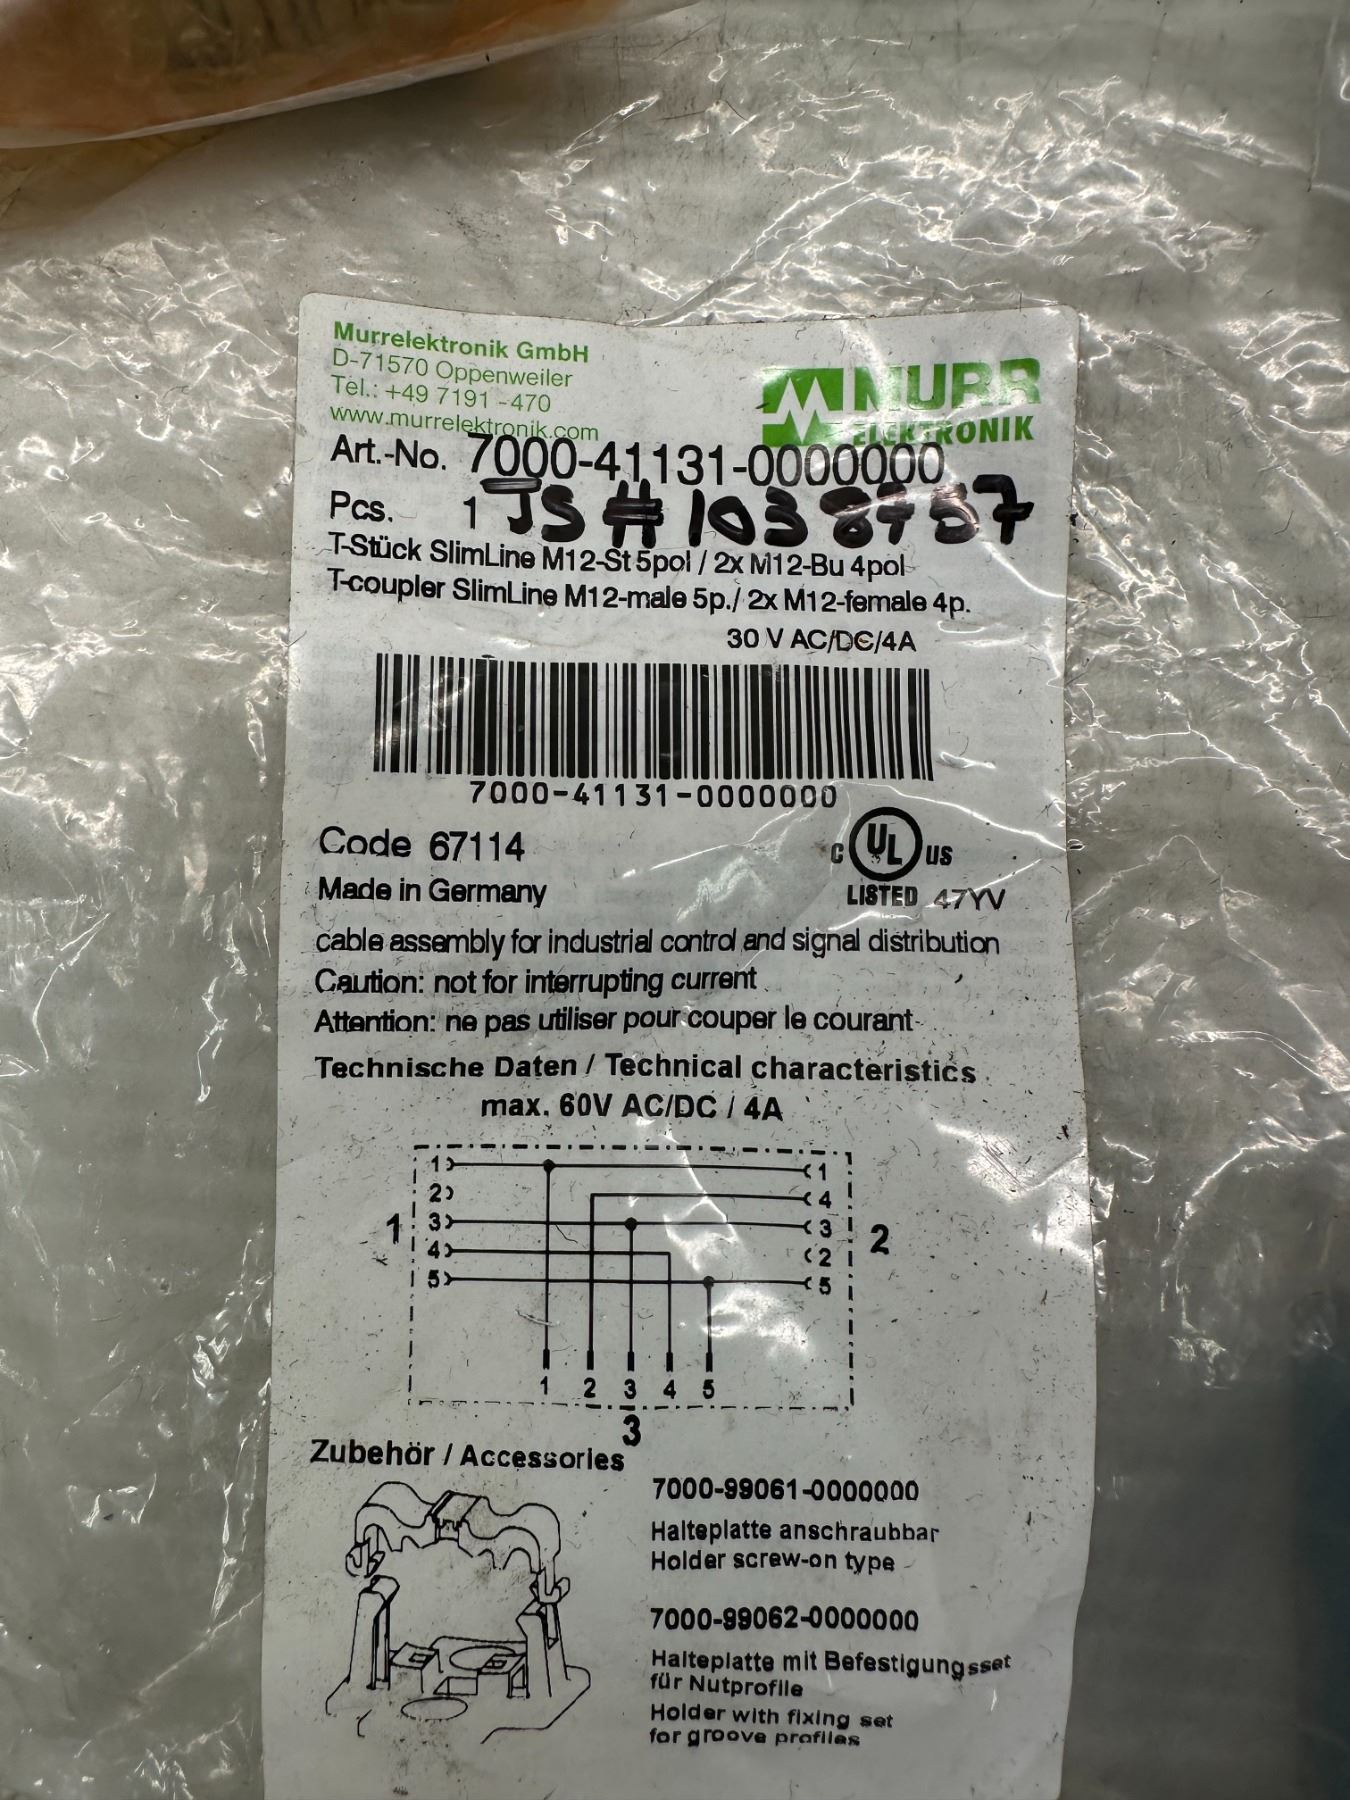 Murrelektronik GmbH
D-71570 Oppenweiler
Tel.: +49 7191 -470
www.murrelektronik.com
MURR
ELEKTRONIK
Art.-No. 7000-41131-0000000
Pcs. 1 JS # 1038787
T-Stück SlimLine M12-St 5pol / 2x M12-Bu 4pol
T-coupler SlimLine M12-male 5p./ 2x M12-female 4p.
30 V AC/DC/4A
7000-41131-0000000
Code 67114
C UL US
Made in Germany
LISTED 47YV
cable assembly for industrial control and signal distribution
Caution: not for interrupting current
Attention: ne pas utiliser pour couper le courant
Technische Daten / Technical characteristics
max. 60V AC/DC / 4A
1 1
2 4
1 3 3 2
4 2
5 5
1 2 3 4 5
3
Zubehör / Accessories
7000-99061-0000000
Halteplatte anschraubbar
Holder screw-on type
7000-99062-0000000
Halteplatte mit Befestigungsset
für Nutprofile
Holder with fixing set
for groove profiles